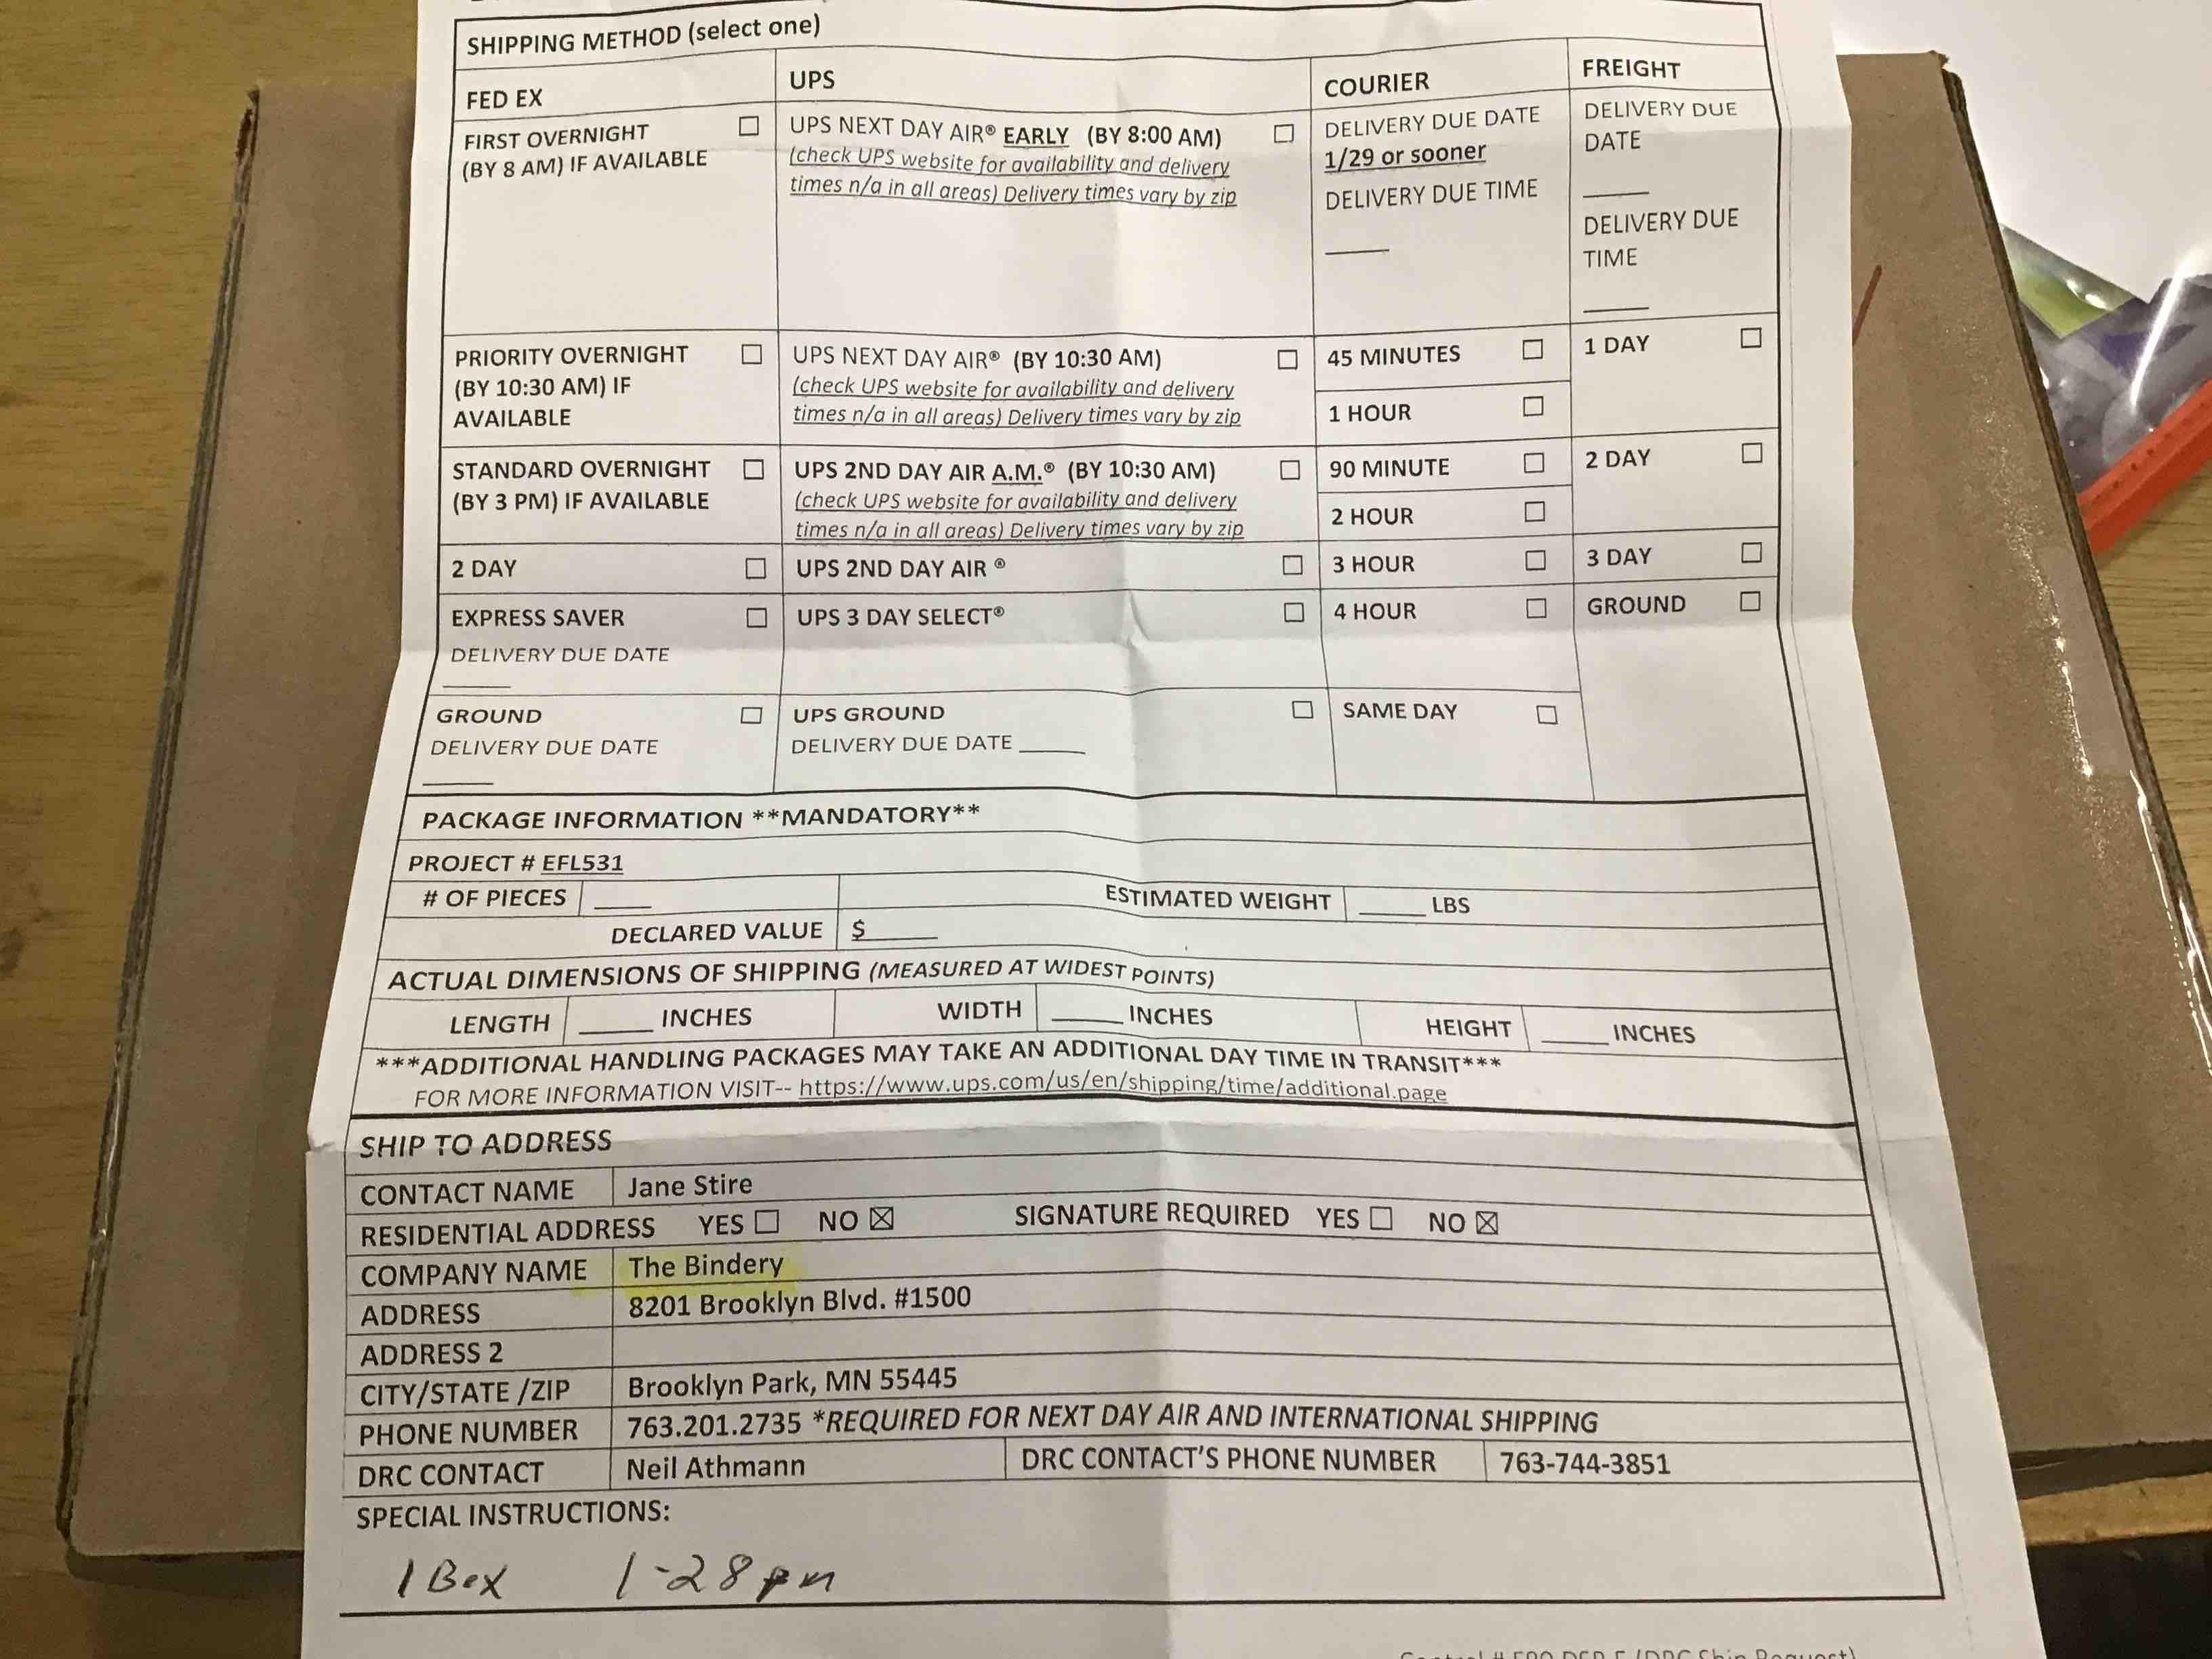 SHIPPING METHOD (select one)
FED EX
UPS
COURIER
FREIGHT
FIRST OVERNIGHT
(BY 8 AM) IF AVAILABLE
☐
UPS NEXT DAY AIR® EARLY (BY 8:00 AM)
(check UPS website for availability and delivery
times n/a in all areas) Delivery times vary by zip
☐
DELIVERY DUE DATE
1/29 or sooner
DELIVERY DUE TIME
_____
DELIVERY DUE
DATE
_____
DELIVERY DUE
TIME
_____
PRIORITY OVERNIGHT
(BY 10:30 AM) IF
AVAILABLE
☐
UPS NEXT DAY AIR® (BY 10:30 AM)
(check UPS website for availability and delivery
times n/a in all areas) Delivery times vary by zip
☐
45 MINUTES ☐
1 HOUR ☐
1 DAY ☐
STANDARD OVERNIGHT
(BY 3 PM) IF AVAILABLE
☐
UPS 2ND DAY AIR A.M.® (BY 10:30 AM)
(check UPS website for availability and delivery
times n/a in all areas) Delivery times vary by zip
☐
90 MINUTE ☐
2 HOUR ☐
2 DAY ☐
2 DAY ☐
UPS 2ND DAY AIR ® ☐
3 HOUR ☐
3 DAY ☐
EXPRESS SAVER ☐
DELIVERY DUE DATE
_____
UPS 3 DAY SELECT® ☐
4 HOUR ☐
GROUND ☐
GROUND ☐
DELIVERY DUE DATE
_____
UPS GROUND ☐
DELIVERY DUE DATE _____
SAME DAY ☐
PACKAGE INFORMATION **MANDATORY**
PROJECT # EFL531
# OF PIECES _____ ESTIMATED WEIGHT _____ LBS
DECLARED VALUE $_____
ACTUAL DIMENSIONS OF SHIPPING (MEASURED AT WIDEST POINTS)
LENGTH _____ INCHES WIDTH _____ INCHES HEIGHT _____ INCHES
***ADDITIONAL HANDLING PACKAGES MAY TAKE AN ADDITIONAL DAY TIME IN TRANSIT***
FOR MORE INFORMATION VISIT-- https://www.ups.com/us/en/shipping/time/additional.page
SHIP TO ADDRESS
CONTACT NAME Jane Stire
RESIDENTIAL ADDRESS YES ☐ NO ☒ SIGNATURE REQUIRED YES ☐ NO ☒
COMPANY NAME The Bindery
ADDRESS 8201 Brooklyn Blvd. #1500
ADDRESS 2
CITY/STATE /ZIP Brooklyn Park, MN 55445
PHONE NUMBER 763.201.2735 *REQUIRED FOR NEXT DAY AIR AND INTERNATIONAL SHIPPING
DRC CONTACT Neil Athmann DRC CONTACT'S PHONE NUMBER 763-744-3851
SPECIAL INSTRUCTIONS:
1 Box 1-28 pm